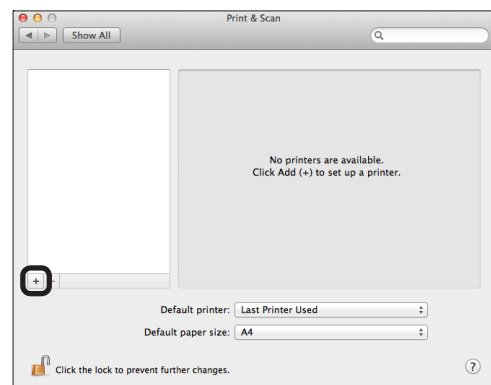 Print & Scan
Show All
No printers are available.
Click Add (+) to set up a printer.
+ -
Default printer: Last Printer Used
Default paper size: A4
Click the lock to prevent further changes.
?